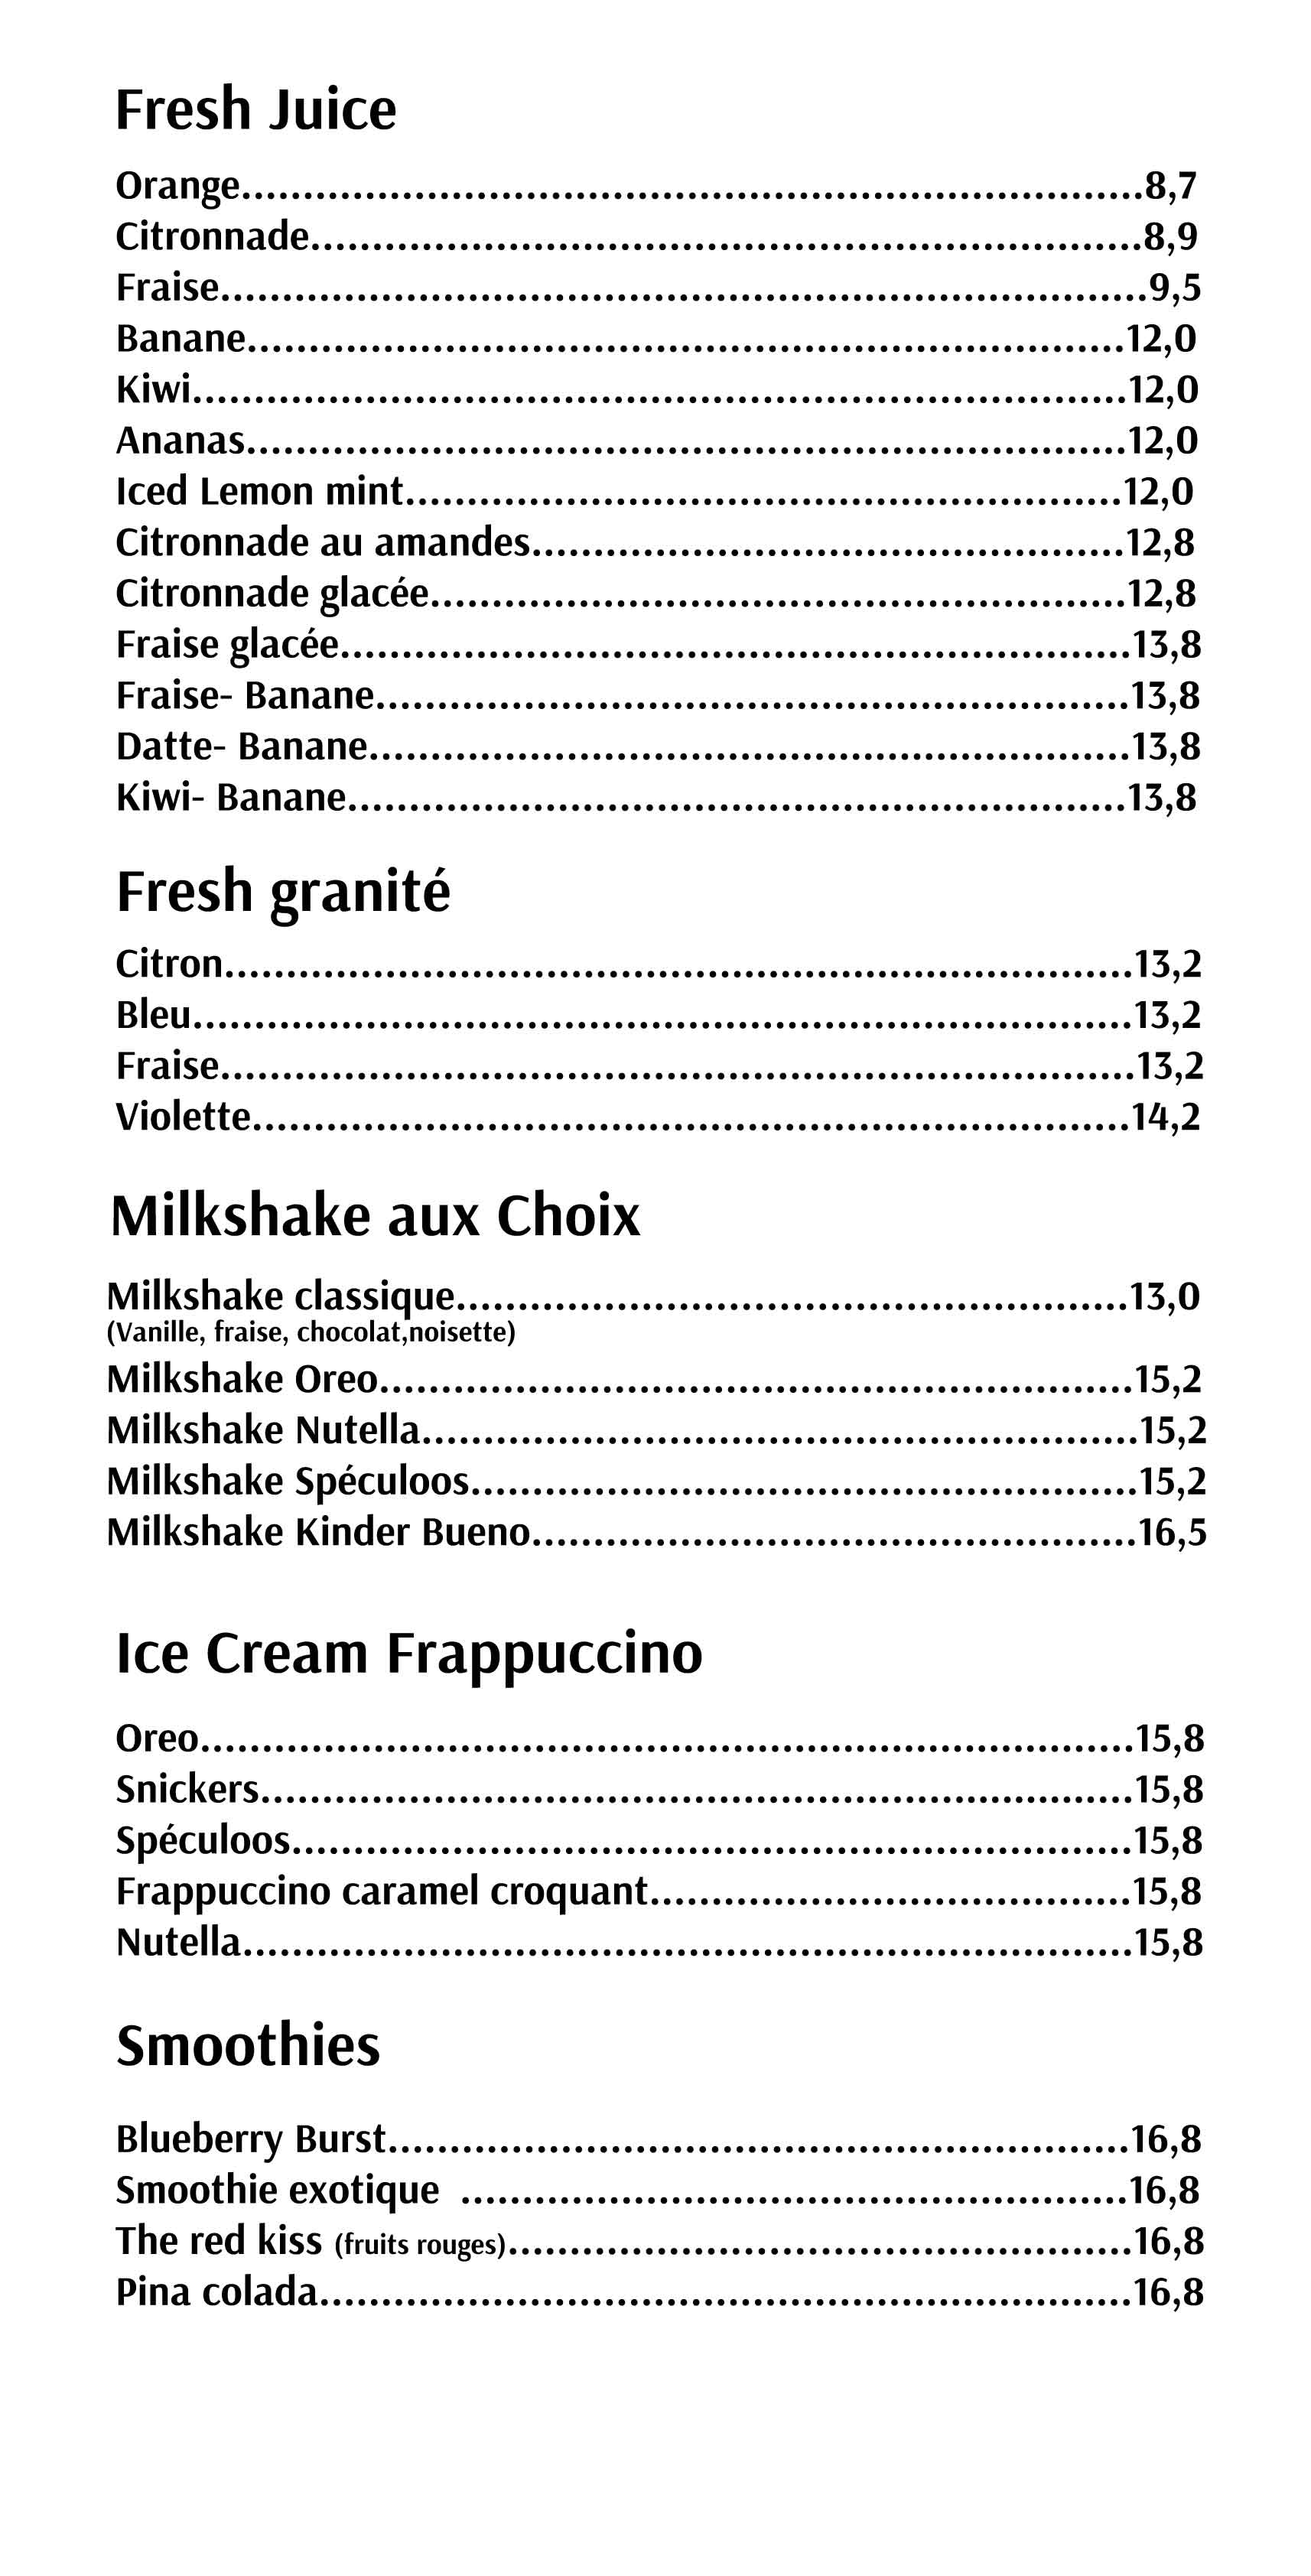 Fresh Juice
Orange........................................................................8,7
Citronnade...................................................................8,9
Fraise..........................................................................9,5
Banane......................................................................12,0
Kiwi...........................................................................12,0
Ananas......................................................................12,0
Iced Lemon mint.........................................................12,0
Citronnade au amandes...............................................12,8
Citronnade glacée.......................................................12,8
Fraise glacée...............................................................13,8
Fraise- Banane............................................................13,8
Datte- Banane.............................................................13,8
Kiwi- Banane..............................................................13,8
Fresh granité
Citron........................................................................13,2
Bleu...........................................................................13,2
Fraise.........................................................................13,2
Violette......................................................................14,2
Milkshake aux Choix
Milkshake classique.....................................................13,0
(Vanille, fraise, chocolat,noisette)
Milkshake Oreo............................................................15,2
Milkshake Nutella.........................................................15,2
Milkshake Spéculoos.....................................................15,2
Milkshake Kinder Bueno................................................16,5
Ice Cream Frappuccino
Oreo..........................................................................15,8
Snickers.....................................................................15,8
Spéculoos...................................................................15,8
Frappuccino caramel croquant......................................15,8
Nutella.......................................................................15,8
Smoothies
Blueberry Burst...........................................................16,8
Smoothie exotique .....................................................16,8
The red kiss (fruits rouges)..................................................16,8
Pina colada.................................................................16,8